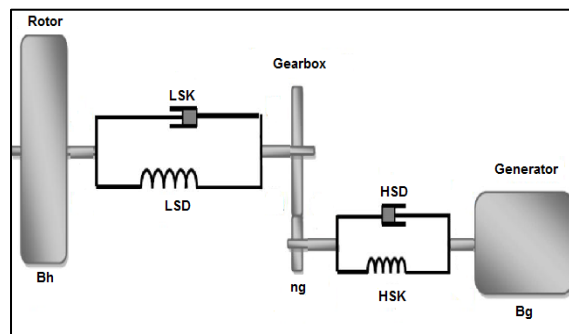 Rotor
Gearbox
LSK
LSD
Generator
HSD
Bh
ng
HSK
Bg